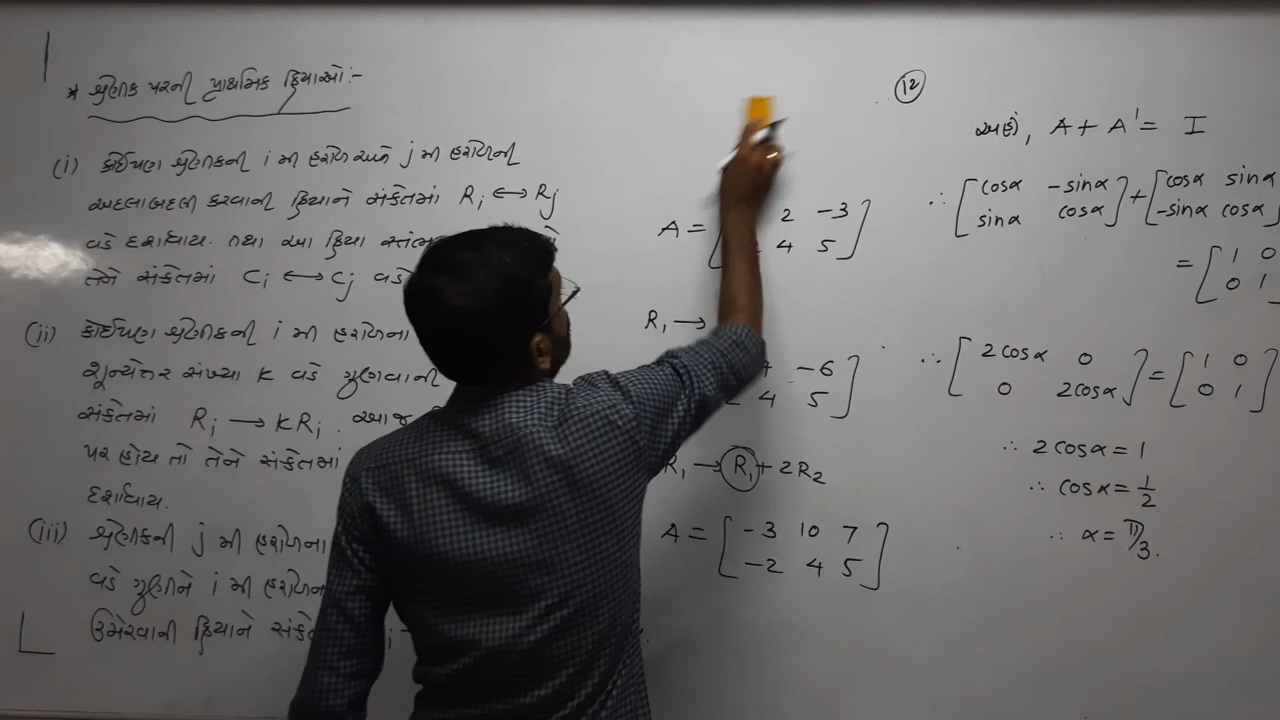 * શ્રેણીક પરની પ્રાથમિક ક્રિયાઓ:-
(i) કોઈપણ શ્રેણીકની i મી હરોળ અને j મી હરોળની
અદલાબદલી કરવાની ક્રિયાને સંકેતમાં Ri ↔ Rj
વડે દર્શાવાય. તથા આ ક્રિયા
તેને સંકેતમાં Ci ↔ Cj વડે
(ii) કોઈપણ શ્રેણીકની i મી હરોળના
શૂન્યેતર સંખ્યા K વડે ગુણવાની
સંકેતમાં Ri → KRi. આ જ
પર હોય તો તેને સંકેતમાં
દર્શાવાય.
(iii) શ્રેણીકની j મી હરોળના
વડે ગુણીને i મી હરોળના
ઉમેરવાની ક્રિયાને
A = [ 2 -3
4 5 ]
R1 →
-6
4 5 ]
R1 → R1 + 2R2
A = [ -3 10 7
-2 4 5 ]
12
અહીં, A + A' = I
∴ [ cosα -sinα ] + [ cosα sinα
sinα cosα ] -sinα cosα ]
= [ 1 0
0 1
∴ [ 2cosα 0 ] = [ 1 0 ]
0 2cosα ] 0 1 ]
∴ 2cosα = 1
∴ cosα = 1/2
∴ α = π/3.